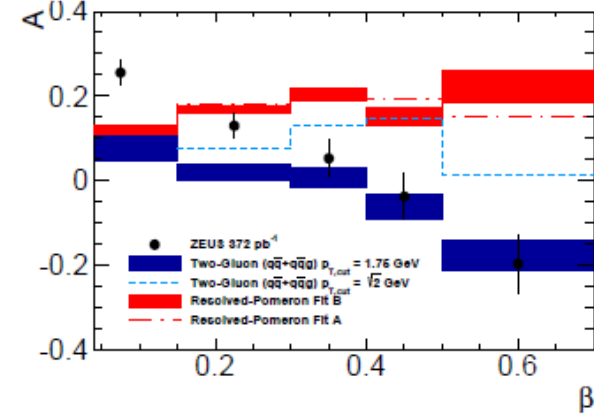 A
0.4
0.2
0
-0.2
-0.4
ZEUS 372 pb⁻¹
Two-Gluon (qq̅+qq̅g) p_T,cut = 1.75 GeV
Two-Gluon (qq̅+qq̅g) p_T,cut = √2 GeV
Resolved-Pomeron Fit B
Resolved-Pomeron Fit A
0.2 0.4 0.6
β